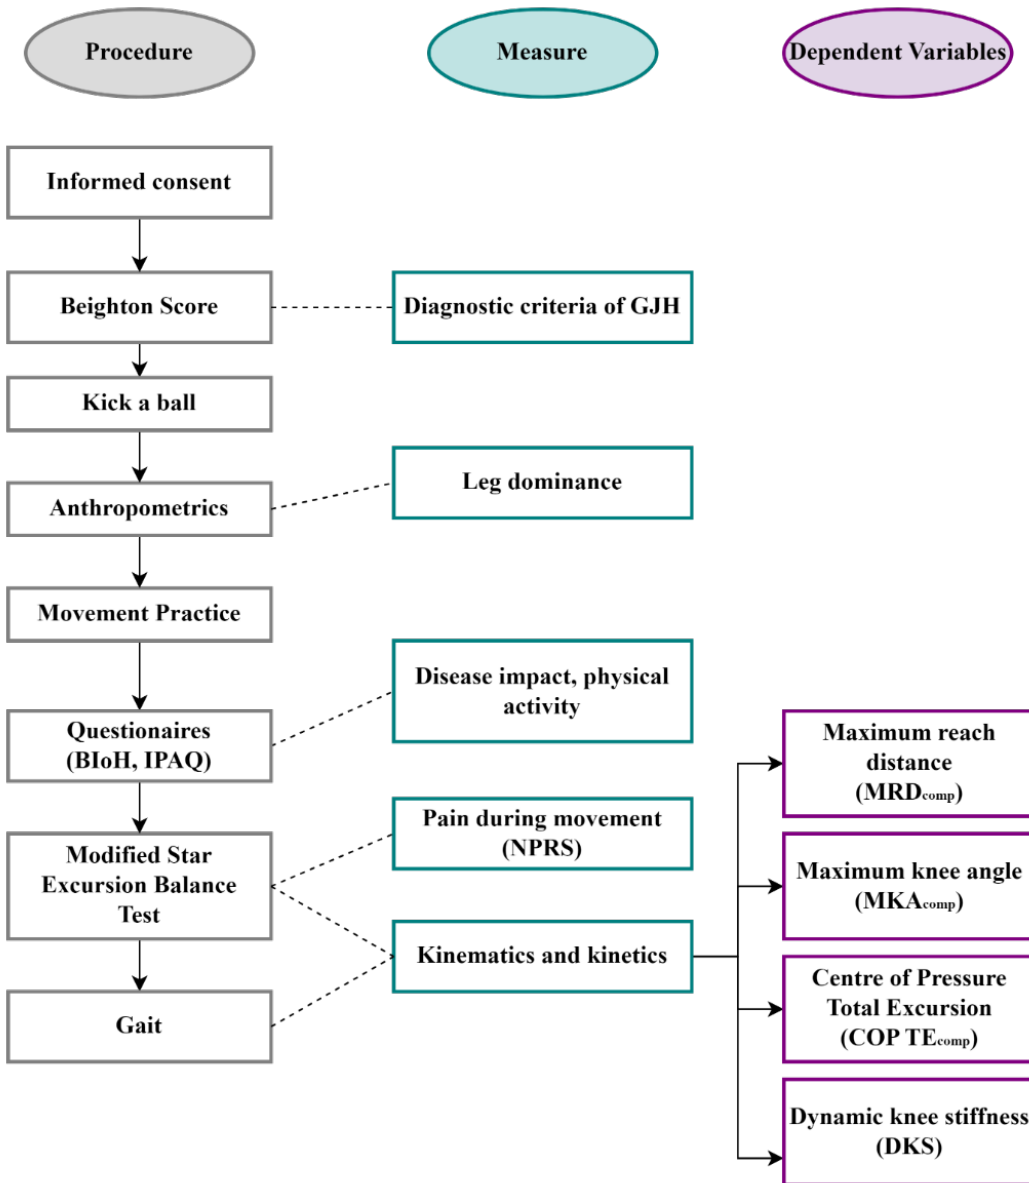 Procedure
Measure
Dependent Variables
Informed consent
Beighton Score
Diagnostic criteria of GJH
Kick a ball
Anthropometrics
Leg dominance
Movement Practice
Questionaires
(BIoH, IPAQ)
Disease impact, physical
activity
Modified Star
Excursion Balance
Test
Pain during movement
(NPRS)
Gait
Kinematics and kinetics
Maximum reach
distance
(MRDcomp)
Maximum knee angle
(MKAcomp)
Centre of Pressure
Total Excursion
(COP TEcomp)
Dynamic knee stiffness
(DKS)